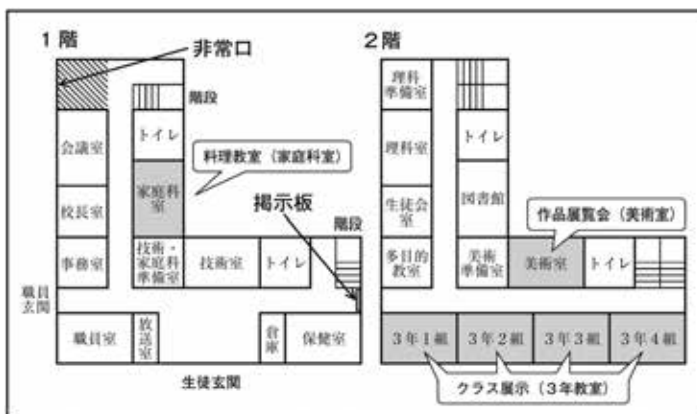 1階
非常口
階段
会議室
トイレ
料理教室（家庭科室）
家庭科
室
校長室
掲示板
階段
事務室
技術・
家庭科
準備室
技術室
トイレ
職員
玄関
職員室
放送室
倉庫
保健室
生徒玄関
2階
理科
準備室
理科室
トイレ
生徒会
室
図書館
作品展覧会（美術室）
多目的
教室
美術
準備室
美術室
トイレ
3年1組
3年2組
3年3組
3年4組
クラス展示（3年教室）